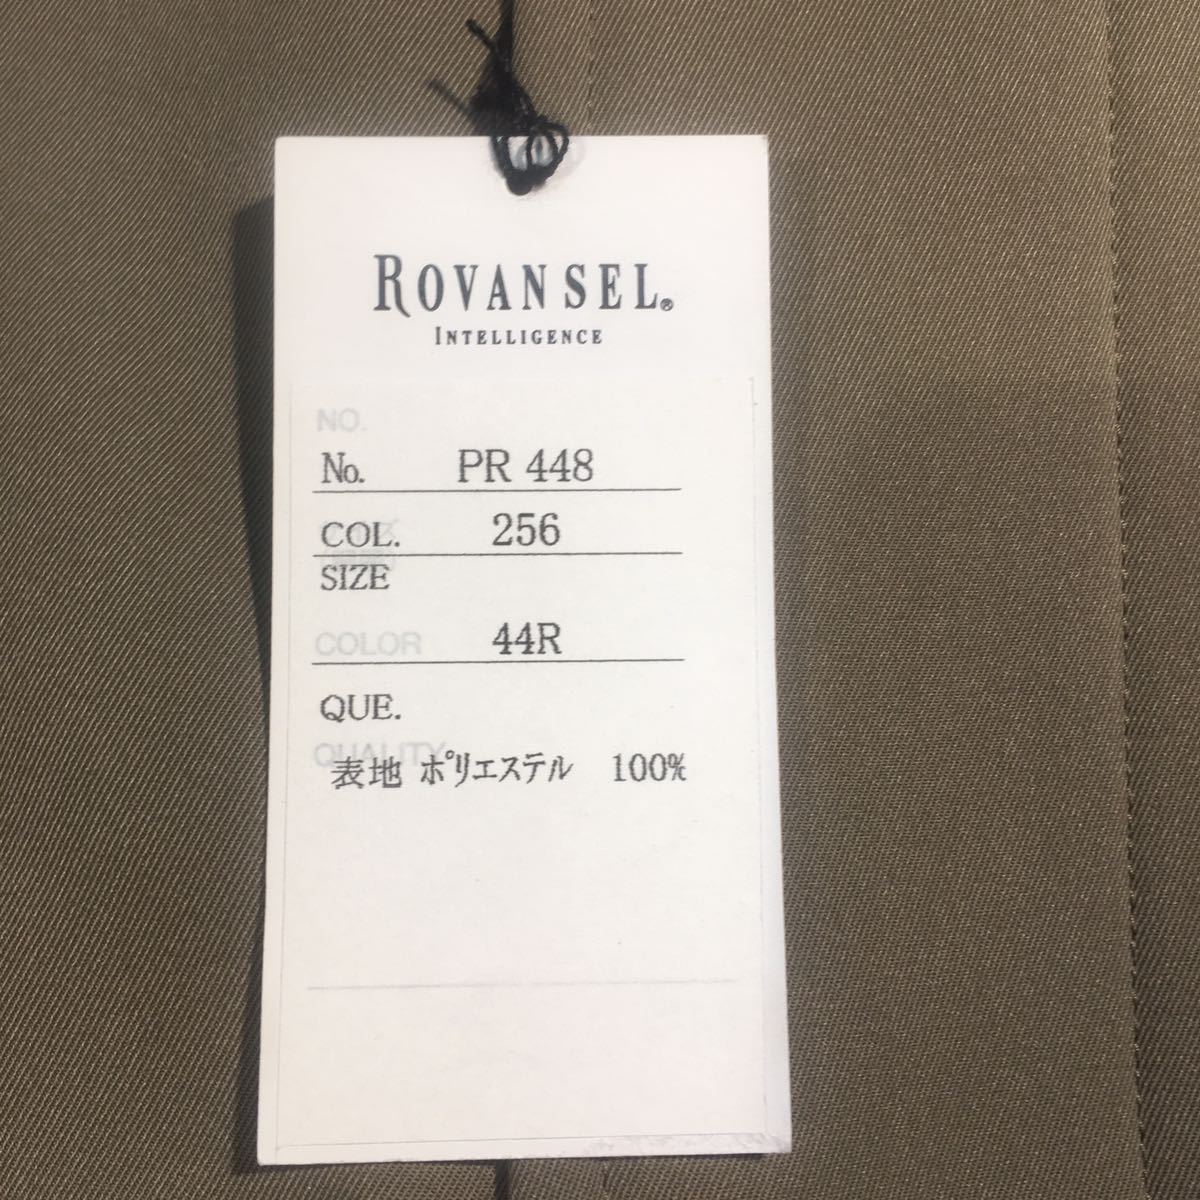 ROVANSEL®
INTELLIGENCE
NO.
No. PR 448
COL. 256
SIZE
COLOR 44R
QUE.
QUALITY
表地 ポリエステル 100%